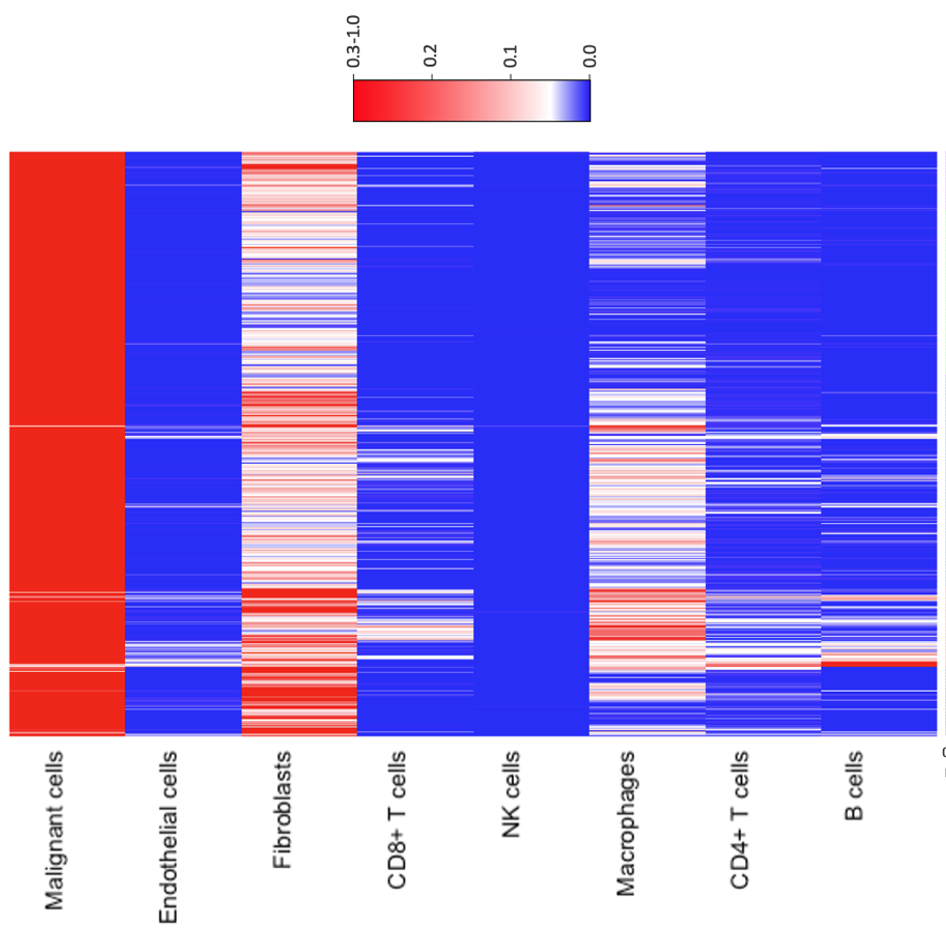 0.3-1.0
0.2
0.1
0.0
Malignant cells
Endothelial cells
Fibroblasts
CD8+ T cells
NK cells
Macrophages
CD4+ T cells
B cells